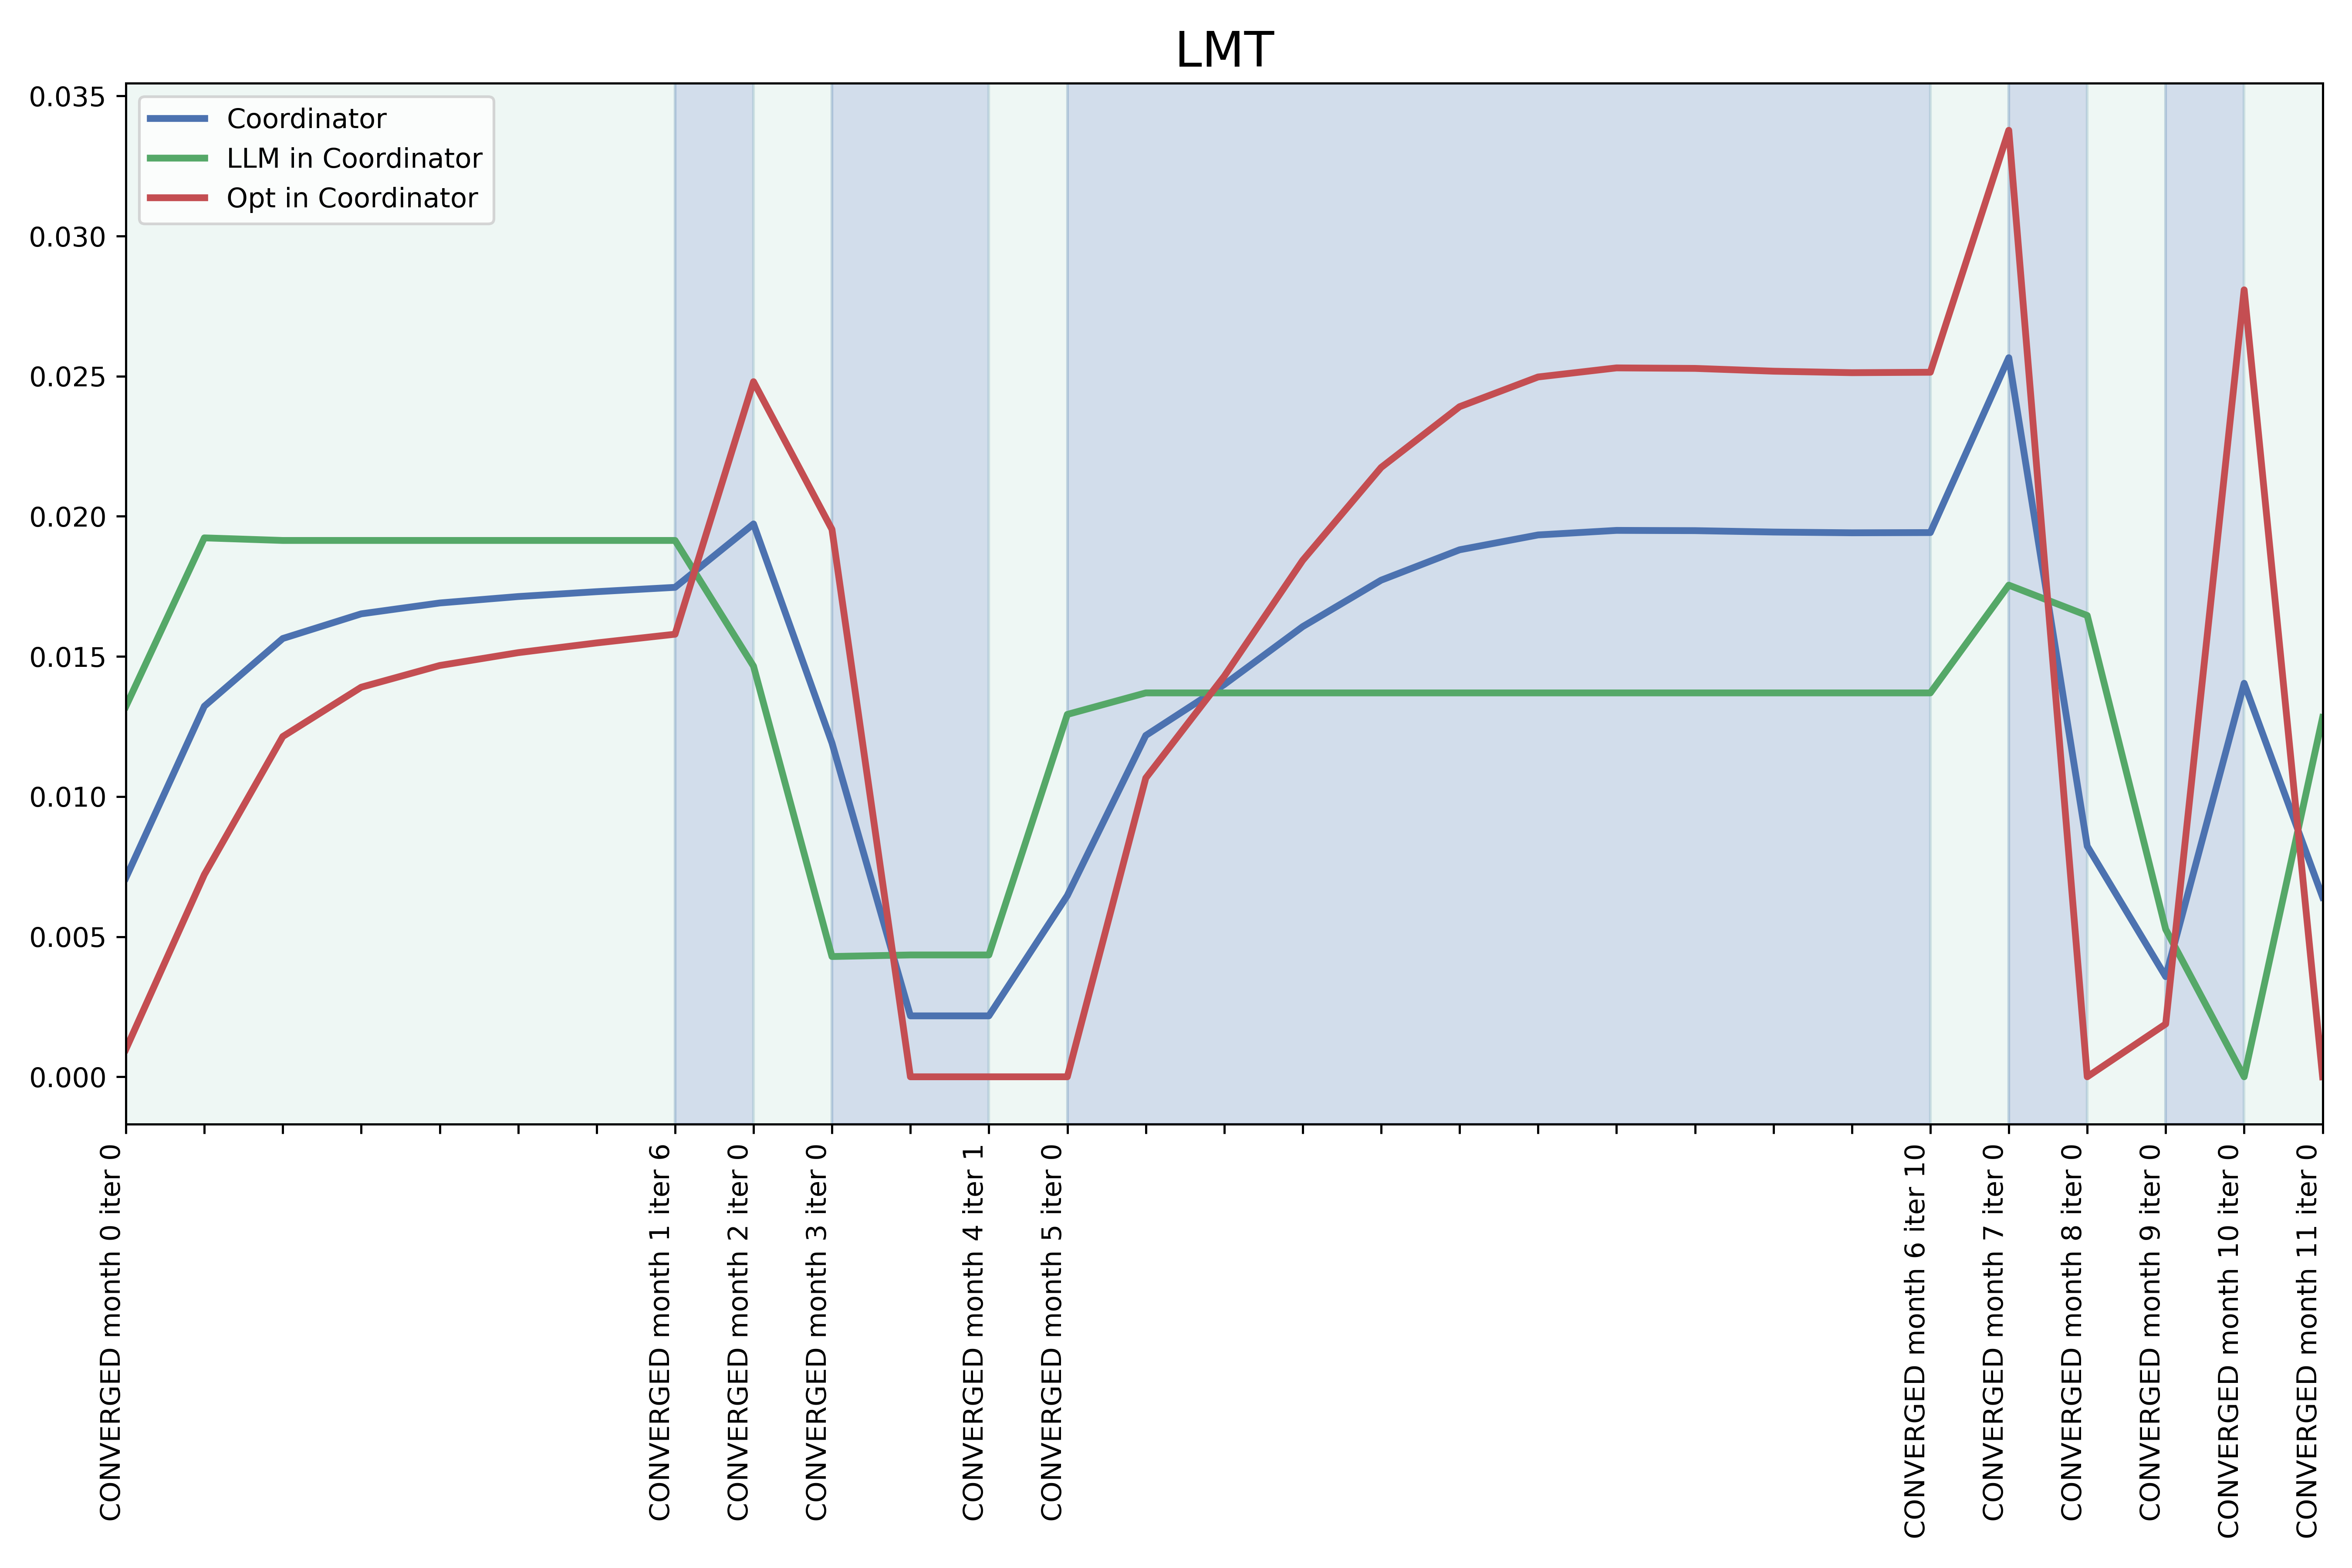 LMT
0.035
0.030
0.025
0.020
0.015
0.010
0.005
0.000
Coordinator
LLM in Coordinator
Opt in Coordinator
CONVERGED month 0 iter 0
CONVERGED month 1 iter 6
CONVERGED month 2 iter 0
CONVERGED month 3 iter 0
CONVERGED month 4 iter 1
CONVERGED month 5 iter 0
CONVERGED month 6 iter 10
CONVERGED month 7 iter 0
CONVERGED month 8 iter 0
CONVERGED month 9 iter 0
CONVERGED month 10 iter 0
CONVERGED month 11 iter 0